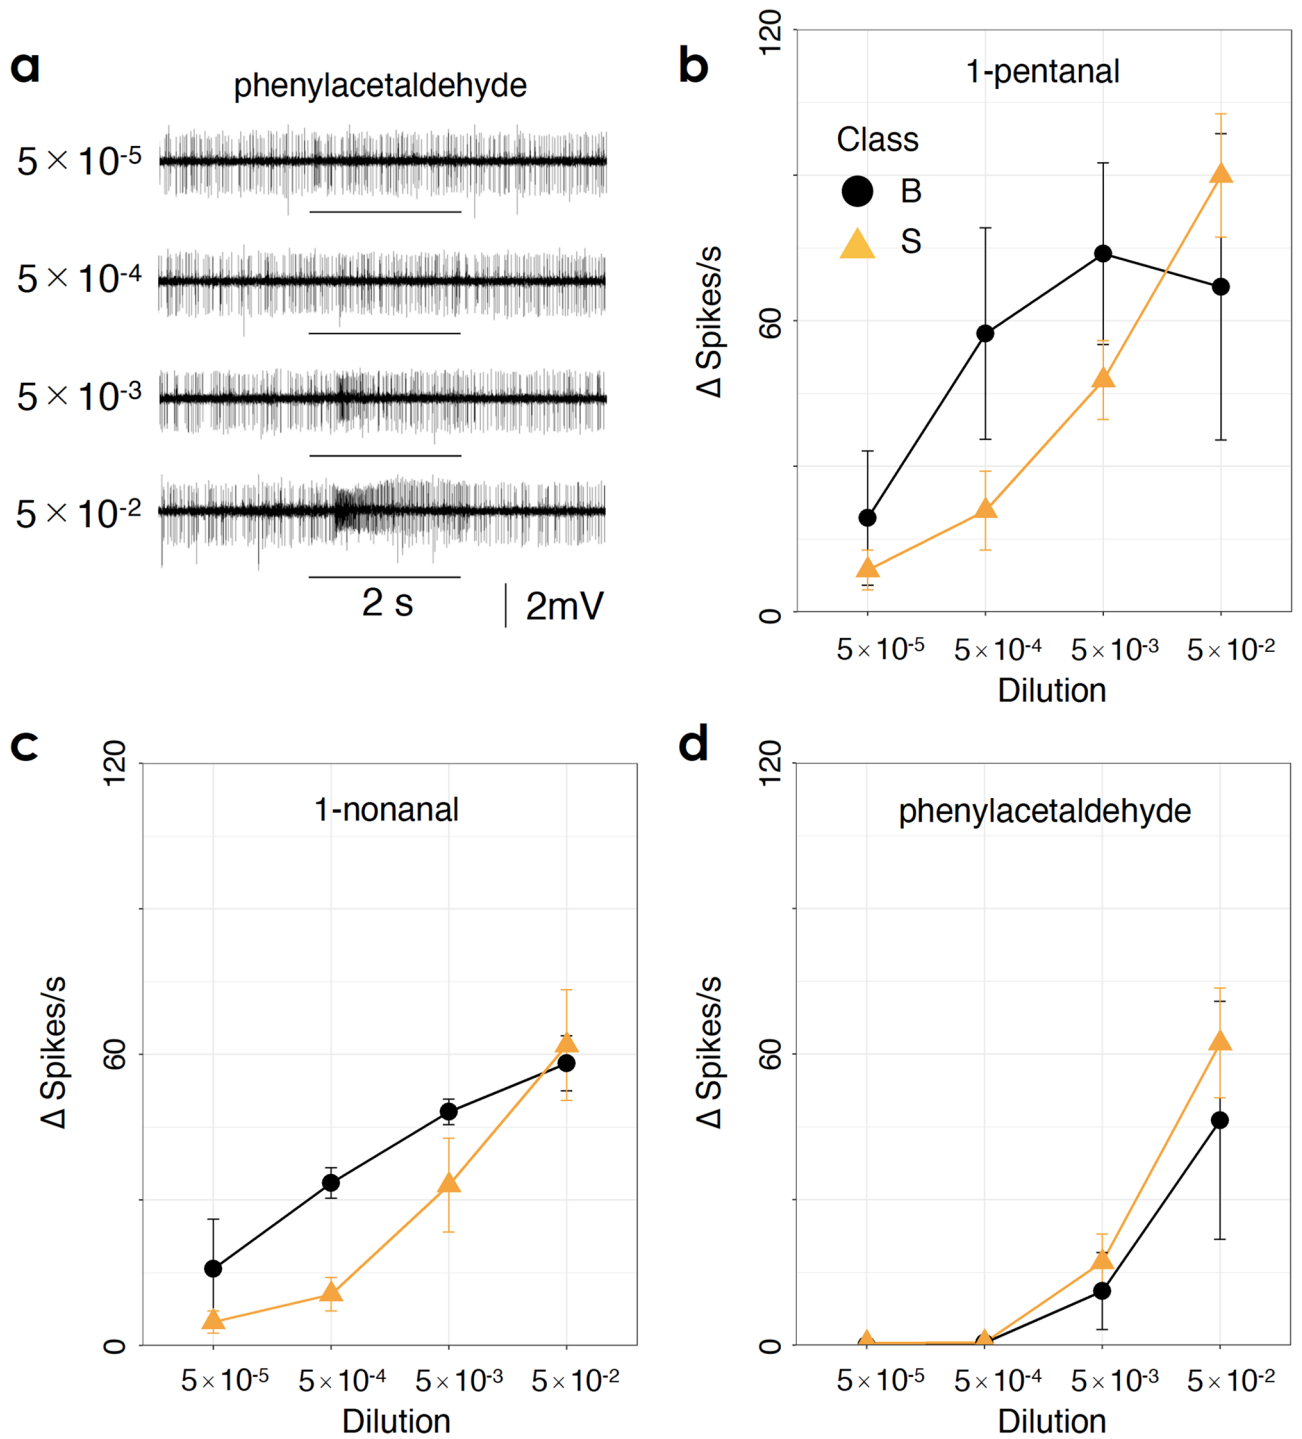 a
phenylacetaldehyde
5 × 10-5
5 × 10-4
5 × 10-3
5 × 10-2
2 s
2mV
b
1-pentanal
Class
B
S
120
60
0
Δ Spikes/s
5 × 10-5 5 × 10-4 5 × 10-3 5 × 10-2
Dilution
c
1-nonanal
120
60
0
Δ Spikes/s
5 × 10-5 5 × 10-4 5 × 10-3 5 × 10-2
Dilution
d
phenylacetaldehyde
120
60
0
Δ Spikes/s
5 × 10-5 5 × 10-4 5 × 10-3 5 × 10-2
Dilution